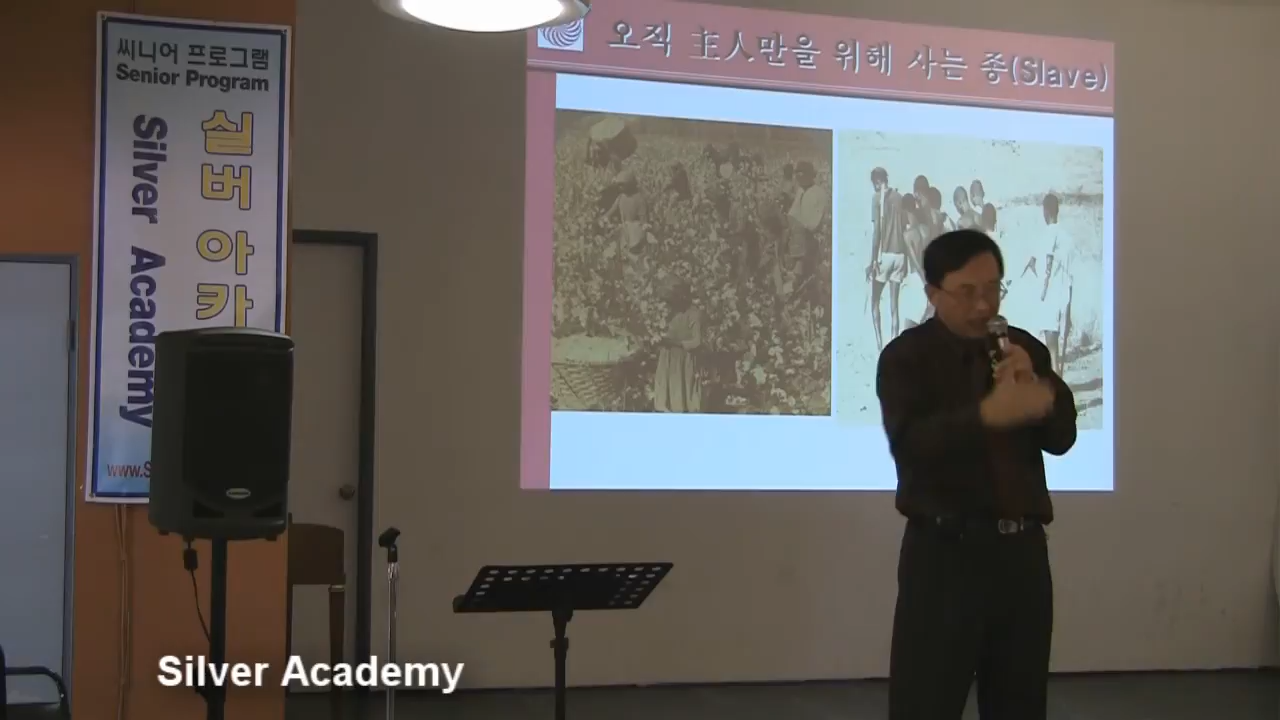 씨니어 프로그램
Senior Program
실버 아카
Silver Academy
www.S
오직 主人만을 위해 사는 종(Slave)
Silver Academy